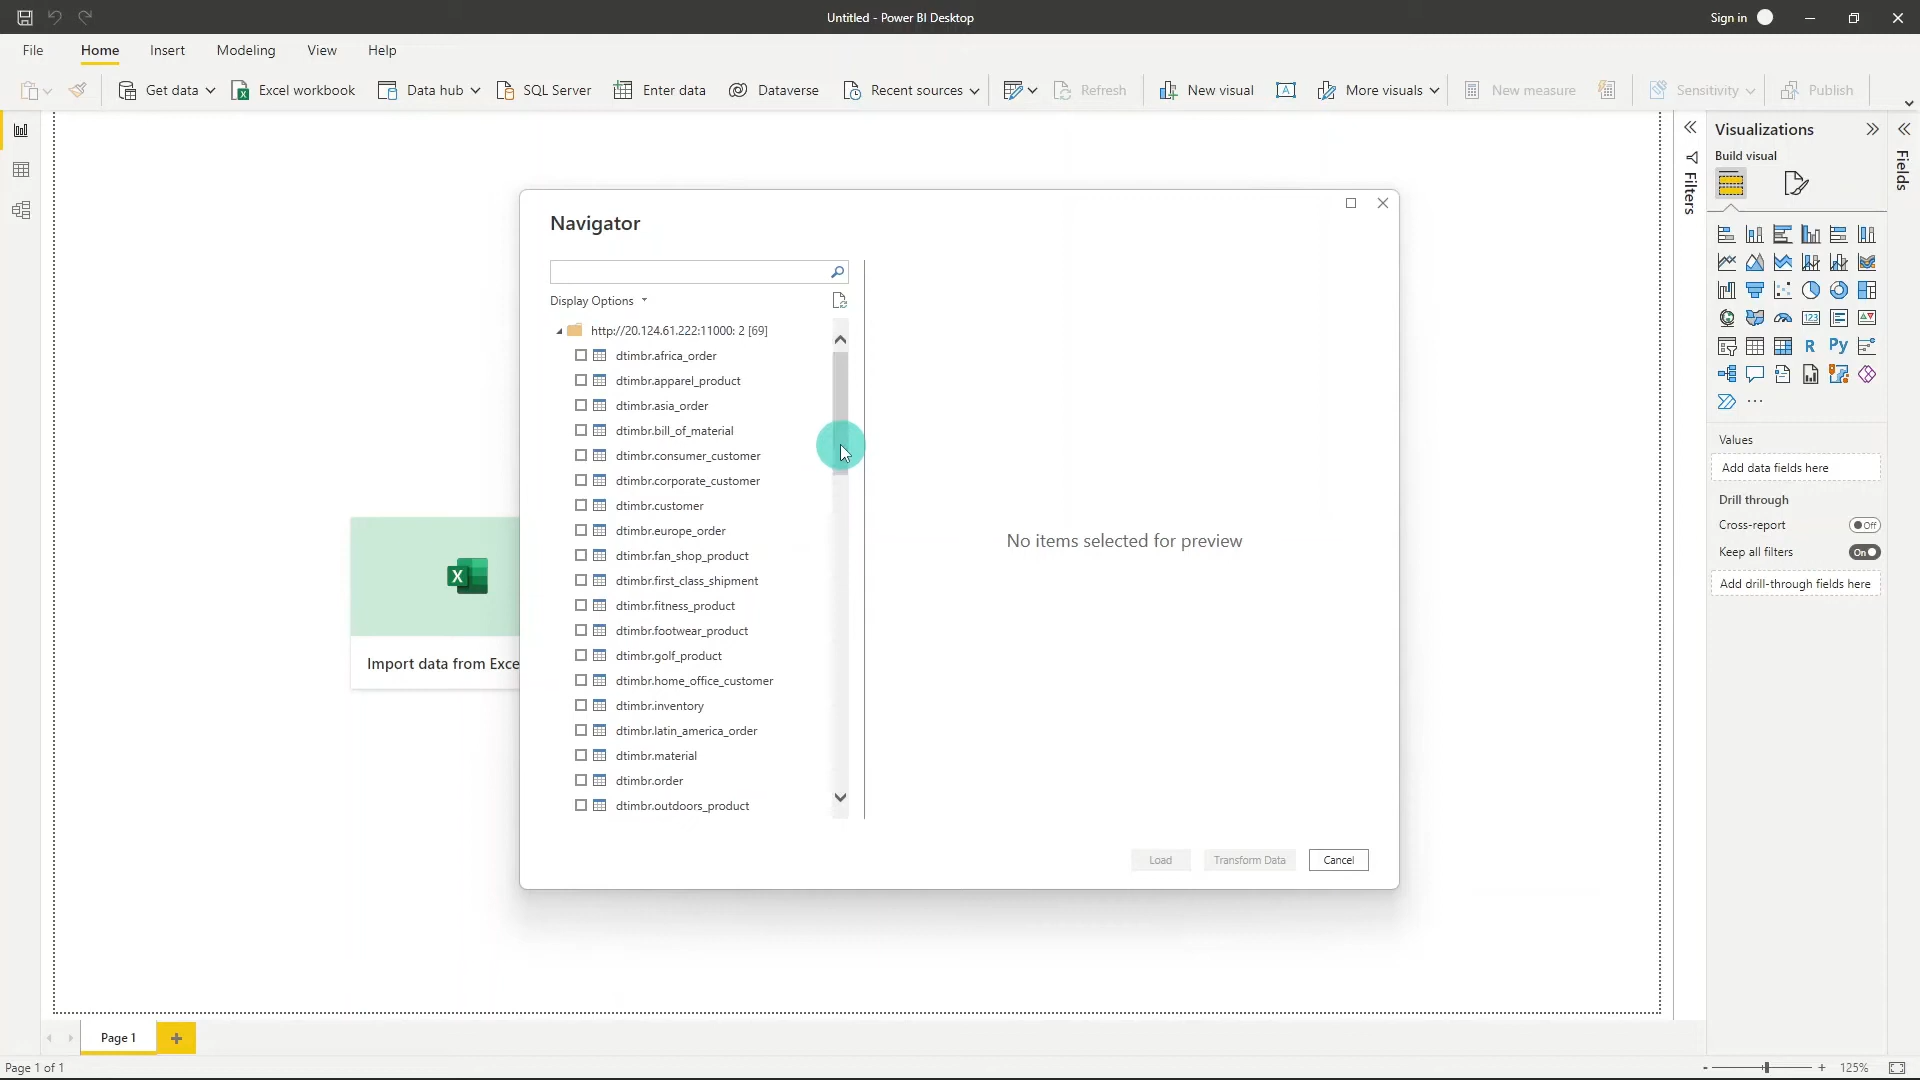 Untitled - Power BI Desktop
Sign in
File
Home
Insert
Modeling
View
Help
Get data
Excel workbook
Data hub
SQL Server
Enter data
Dataverse
Recent sources
Refresh
New visual
More visuals
New measure
Sensitivity
Publish
Navigator
Display Options
http://20.124.61.222:11000: 2 [69]
dtimbr.africa_order
dtimbr.apparel_product
dtimbr.asia_order
dtimbr.bill_of_material
dtimbr.consumer_customer
dtimbr.corporate_customer
dtimbr.customer
dtimbr.europe_order
dtimbr.fan_shop_product
dtimbr.first_class_shipment
dtimbr.fitness_product
dtimbr.footwear_product
dtimbr.golf_product
dtimbr.home_office_customer
dtimbr.inventory
dtimbr.latin_america_order
dtimbr.material
dtimbr.order
dtimbr.outdoors_product
No items selected for preview
Load
Transform Data
Cancel
Import data from Exce
Filters
Visualizations
Build visual
123
R
Py
Values
Add data fields here
Drill through
Cross-report
Off
Keep all filters
On
Add drill-through fields here
Fields
Page 1
Page 1 of 1
125%